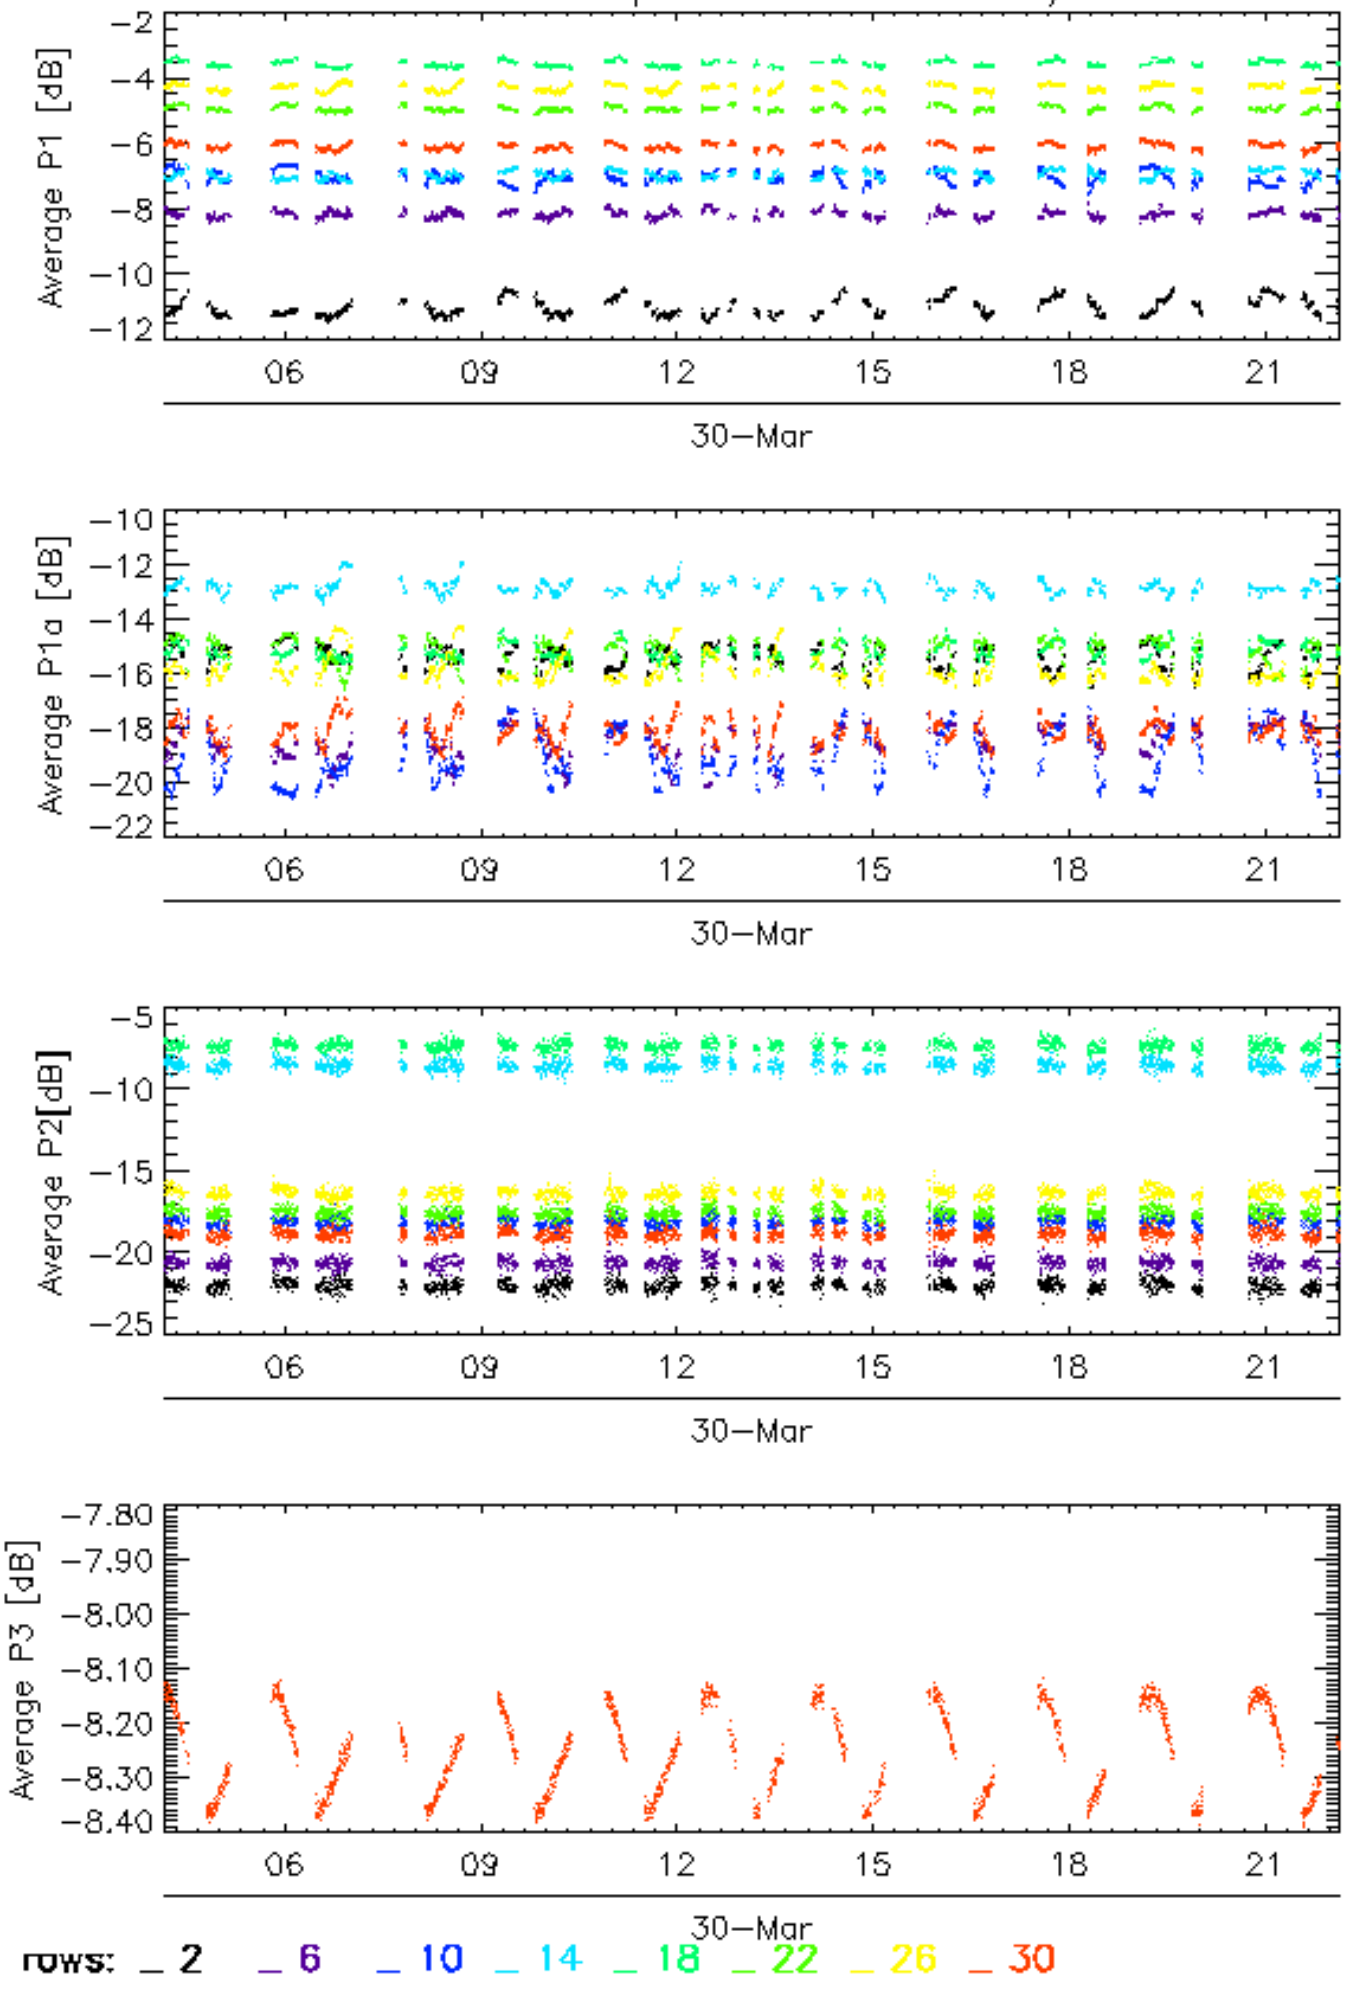 Average P1 [dB]
−2
−4
−6
−8
−10
−12
06 09 12 15 18 21
30−Mar
Average P1a [dB]
−10
−12
−14
−16
−18
−20
−22
06 09 12 15 18 21
30−Mar
Average P2[dB]
−5
−10
−15
−20
−25
06 09 12 15 18 21
30−Mar
Average P3 [dB]
−7.80
−7.90
−8.00
−8.10
−8.20
−8.30
−8.40
06 09 12 15 18 21
30−Mar
rows: _ 2 _ 6 _ 10 _ 14 _ 18 _ 22 _ 26 _ 30